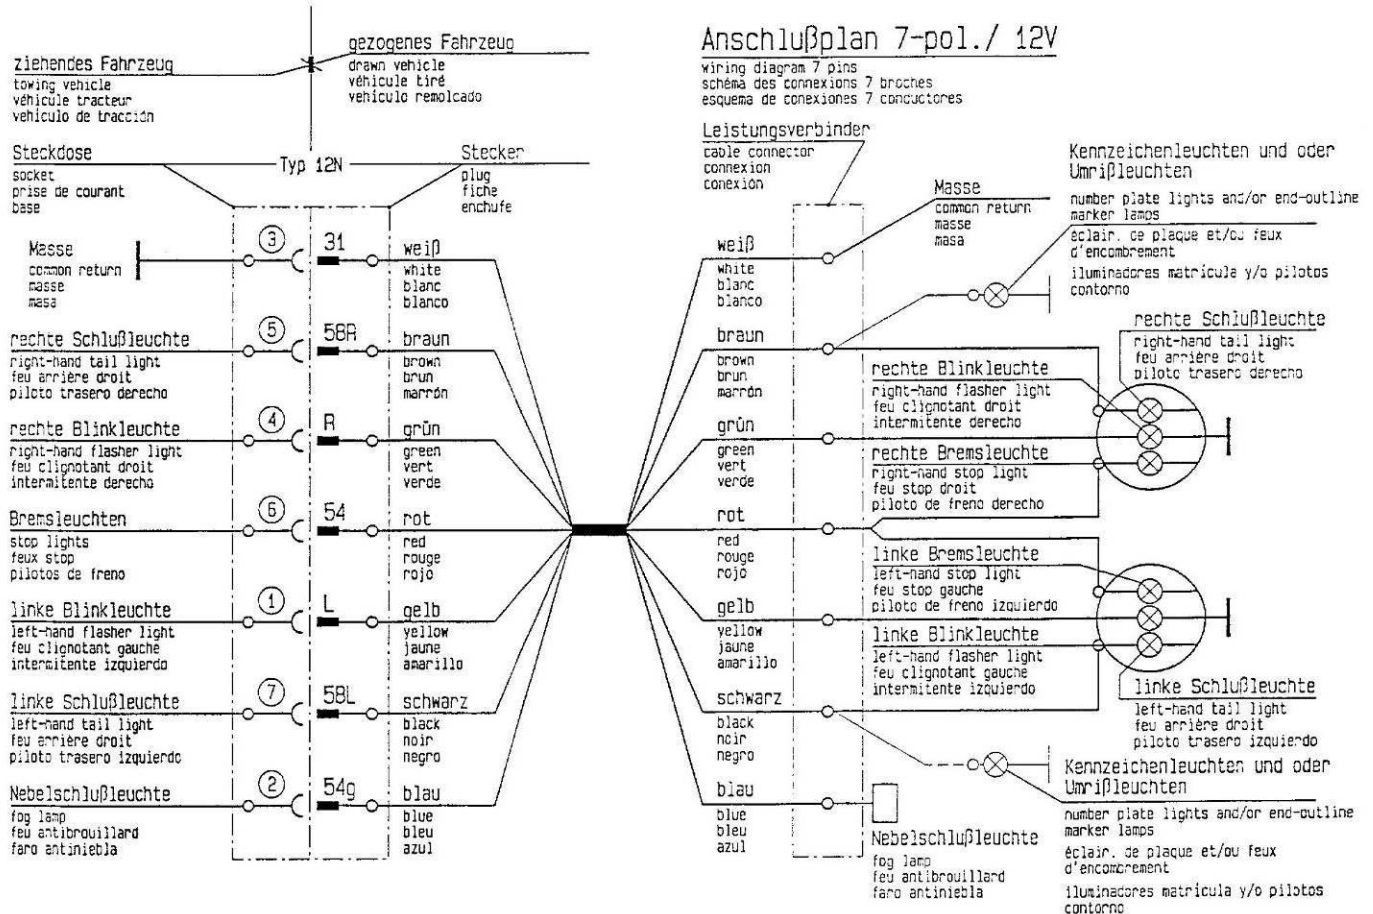 gezogenes Fahrzeug
drawn vehicle
véhicule tiré
vehículo remolcado
ziehendes Fahrzeug
towing vehicle
véhicule tracteur
vehículo de tracción
Anschlußplan 7-pol./ 12V
wiring diagram 7 pins
schéma des connexions 7 broches
esquema de conexiones 7 conductores
Steckdose
socket
prise de courant
base
Typ 12N
Stecker
plug
fiche
enchufe
Leistungsverbinder
cable connector
connexion
conexión
Masse
common return
masse
masa
3
31
weiß
white
blanc
blanco
rechte Schlußleuchte
right-hand tail light
feu arrière droit
piloto trasero derecho
5
58R
braun
brown
brun
marrón
rechte Blinkleuchte
right-hand flasher light
feu clignotant droit
intermitente derecho
4
R
grün
green
vert
verde
Bremsleuchten
stop lights
feux stop
pilotos de freno
6
54
rot
red
rouge
rojo
linke Blinkleuchte
left-hand flasher light
feu clignotant gauche
intermitente izquierdo
1
L
gelb
yellow
jaune
amarillo
linke Schlußleuchte
left-hand tail light
feu arrière droit
piloto trasero izquierdo
7
58L
schwarz
black
noir
negro
Nebelschlußleuchte
fog lamp
feu antibrouillard
faro antiniebla
2
54g
blau
blue
bleu
azul
weiß
white
blanc
blanco
braun
brown
brun
marrón
grün
green
vert
verde
rot
red
rouge
rojo
gelb
yellow
jaune
amarillo
schwarz
black
noir
negro
blau
blue
bleu
azul
Masse
common return
masse
masa
Kennzeichenleuchten und oder
Umrißleuchten
number plate lights and/or end-outline
marker lamps
éclair. de plaque et/ou feux
d'encombrement
iluminadores matrícula y/o pilotos
contorno
rechte Schlußleuchte
right-hand tail light
feu arrière droit
piloto trasero derecho
rechte Blinkleuchte
right-hand flasher light
feu clignotant droit
intermitente derecho
rechte Bremsleuchte
right-hand stop light
feu stop droit
piloto de freno derecho
linke Bremsleuchte
left-hand stop light
feu stop gauche
piloto de freno izquierdo
linke Blinkleuchte
left-hand flasher light
feu clignotant gauche
intermitente izquierdo
linke Schlußleuchte
left-hand tail light
feu arrière droit
piloto trasero izquierdo
Nebelschlußleuchte
fog lamp
feu antibrouillard
faro antiniebla
Kennzeichenleuchten und oder
Umrißleuchten
number plate lights and/or end-outline
marker lamps
éclair. de plaque et/ou feux
d'encombrement
iluminadores matrícula y/o pilotos
contorno